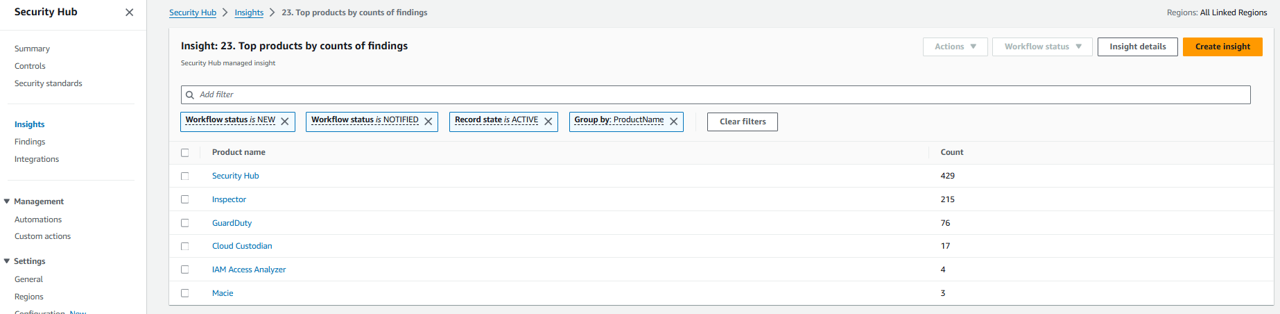 Security Hub
Summary
Controls
Security standards
Insights
Findings
Integrations
Management
Automations
Custom actions
Settings
General
Regions
Configuration New
Security Hub > Insights > 23. Top products by counts of findings
Regions: All Linked Regions
Insight: 23. Top products by counts of findings
Security Hub managed insight
Actions Workflow status Insight details Create insight
Add filter
Workflow status is NEW Workflow status is NOTIFIED Record state is ACTIVE Group by: ProductName Clear filters
Product name Count
Security Hub 429
Inspector 215
GuardDuty 76
Cloud Custodian 17
IAM Access Analyzer 4
Macie 3